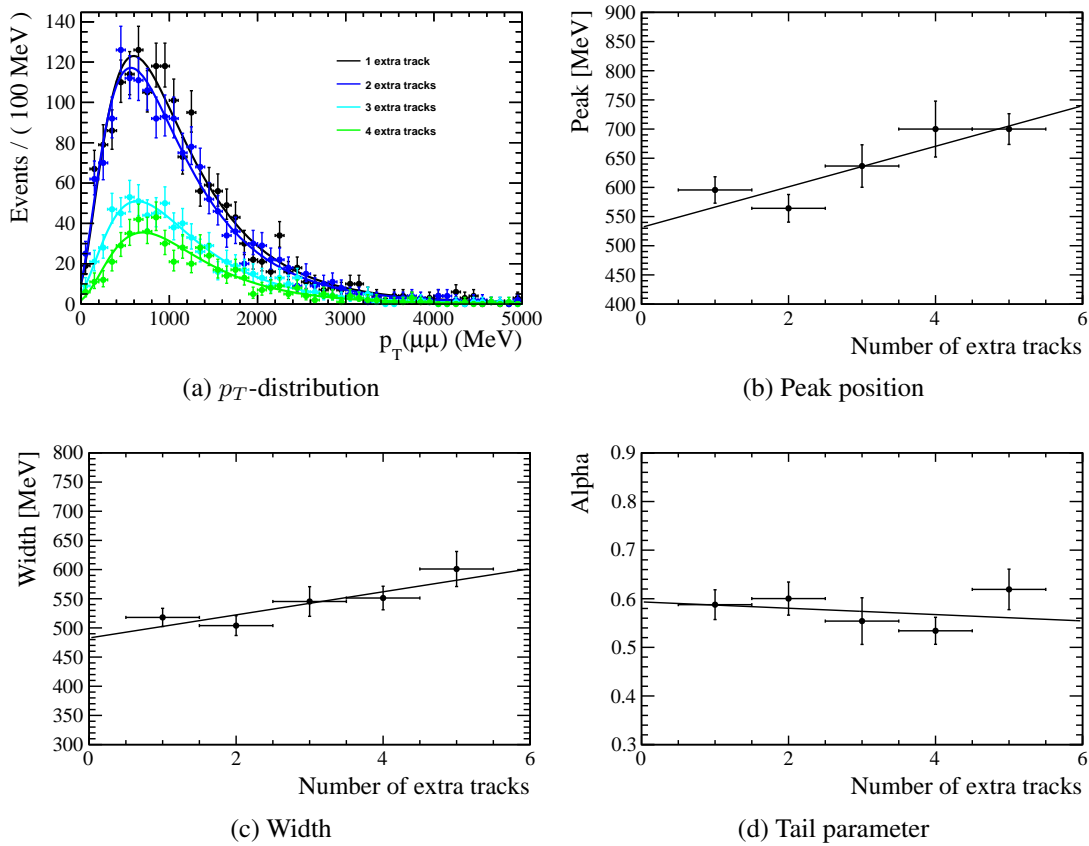 Events / ( 100 MeV)
140
120
100
80
60
40
20
0
0 1000 2000 3000 4000 5000
p_T(μμ) (MeV)
1 extra track
2 extra tracks
3 extra tracks
4 extra tracks
(a) p_T-distribution
Peak [MeV]
900
850
800
750
700
650
600
550
500
450
400
0 2 4 6
Number of extra tracks
(b) Peak position
Width [MeV]
800
750
700
650
600
550
500
450
400
350
300
0 2 4 6
Number of extra tracks
(c) Width
Alpha
0.9
0.8
0.7
0.6
0.5
0.4
0.3
0 2 4 6
Number of extra tracks
(d) Tail parameter